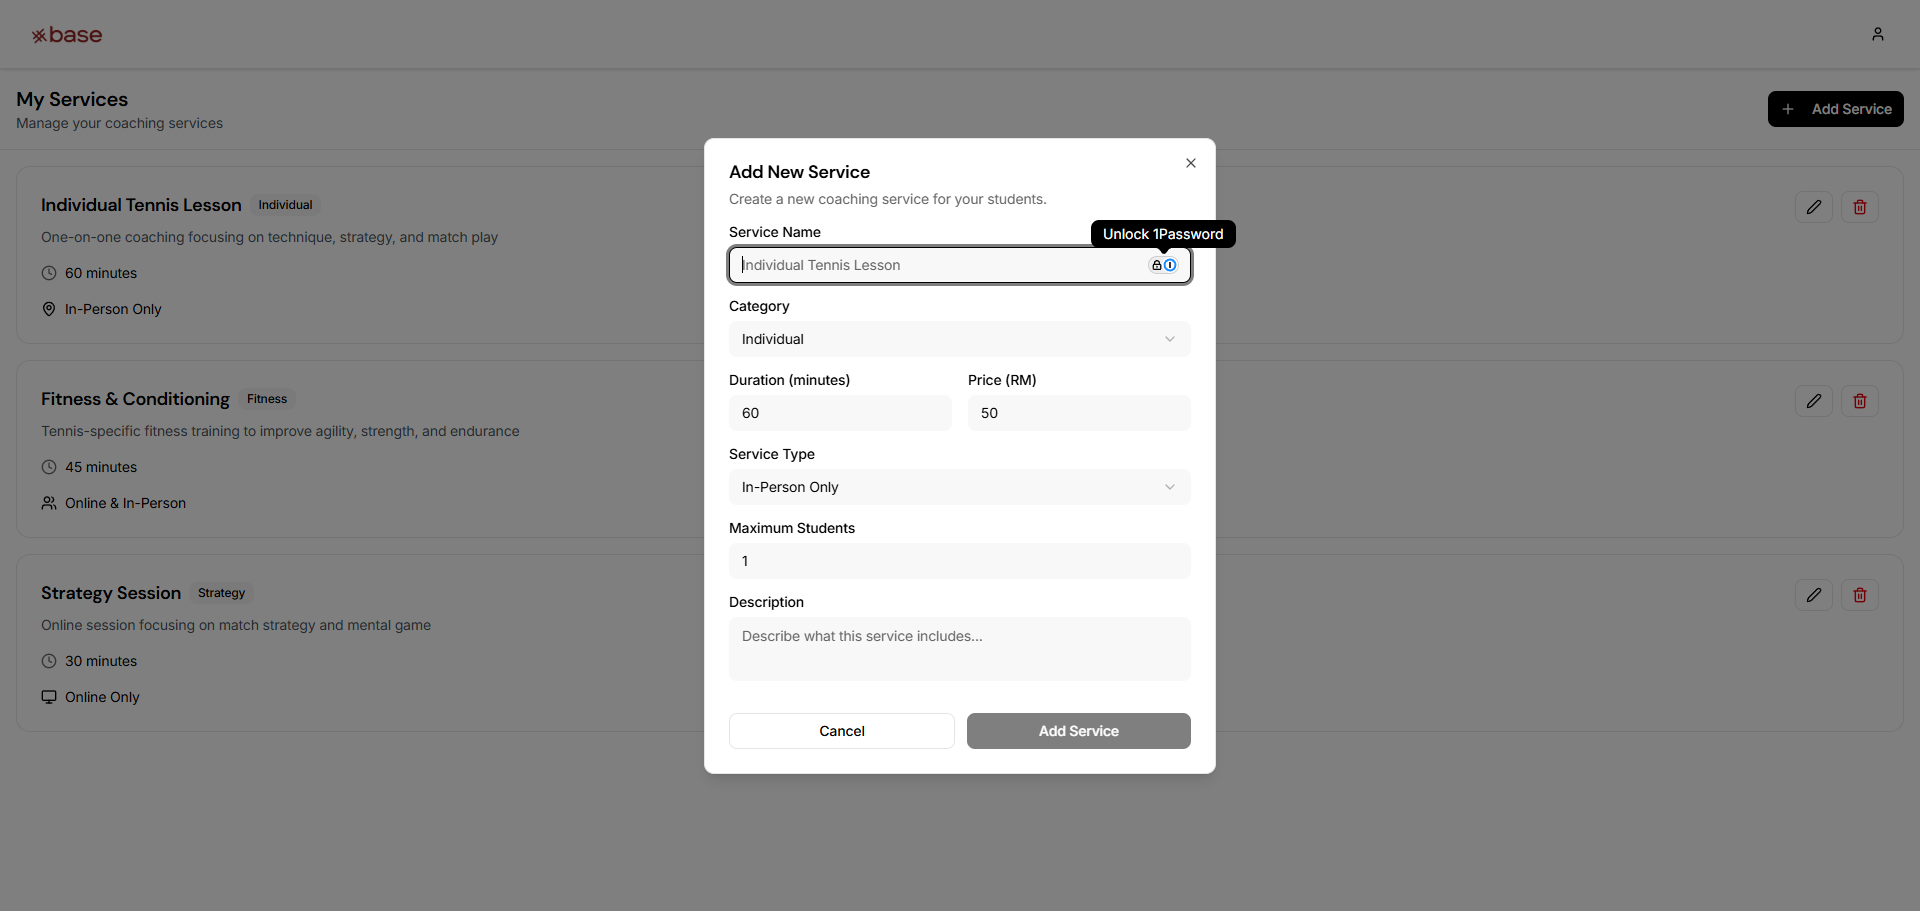 base
My Services
Manage your coaching services
Add Service
Individual Tennis Lesson Individual
One-on-one coaching focusing on technique, strategy, and match play
60 minutes
In-Person Only
Fitness & Conditioning Fitness
Tennis-specific fitness training to improve agility, strength, and endurance
45 minutes
Online & In-Person
Strategy Session Strategy
Online session focusing on match strategy and mental game
30 minutes
Online Only
Add New Service
Create a new coaching service for your students.
Service Name
Unlock 1Password
Individual Tennis Lesson
Category
Individual
Duration (minutes) Price (RM)
60 50
Service Type
In-Person Only
Maximum Students
1
Description
Describe what this service includes...
Cancel Add Service